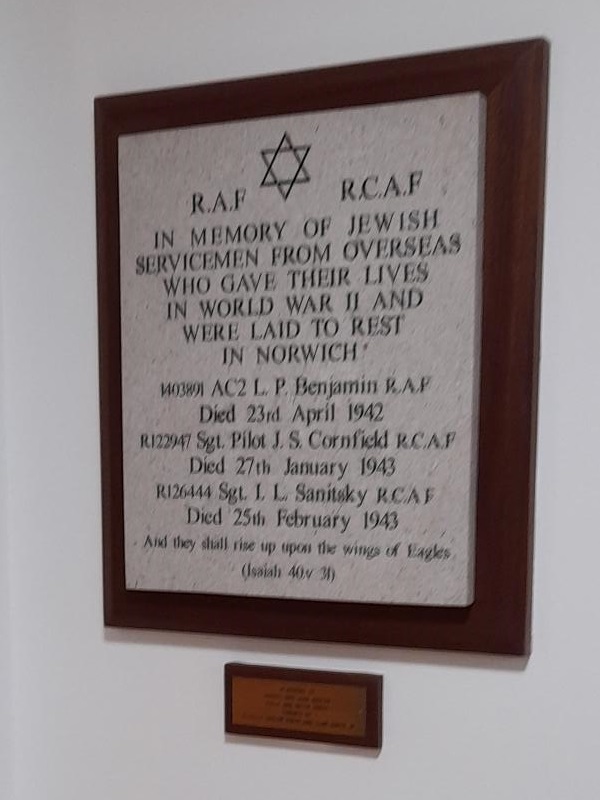 R.A.F R.C.A.F
IN MEMORY OF JEWISH
SERVICEMEN FROM OVERSEAS
WHO GAVE THEIR LIVES
IN WORLD WAR II AND
WERE LAID TO REST
IN NORWICH
1403891 AC2 L. P. Benjamin R.A.F
Died 23rd April 1942
R122947 Sgt. Pilot J. S. Cornfield R.C.A.F
Died 27th January 1943
R126444 Sgt. I. L. Sanitsky R.C.A.F
Died 25th February 1943
And they shall rise up upon the wings of Eagles
(Isaiah 40.v 31)